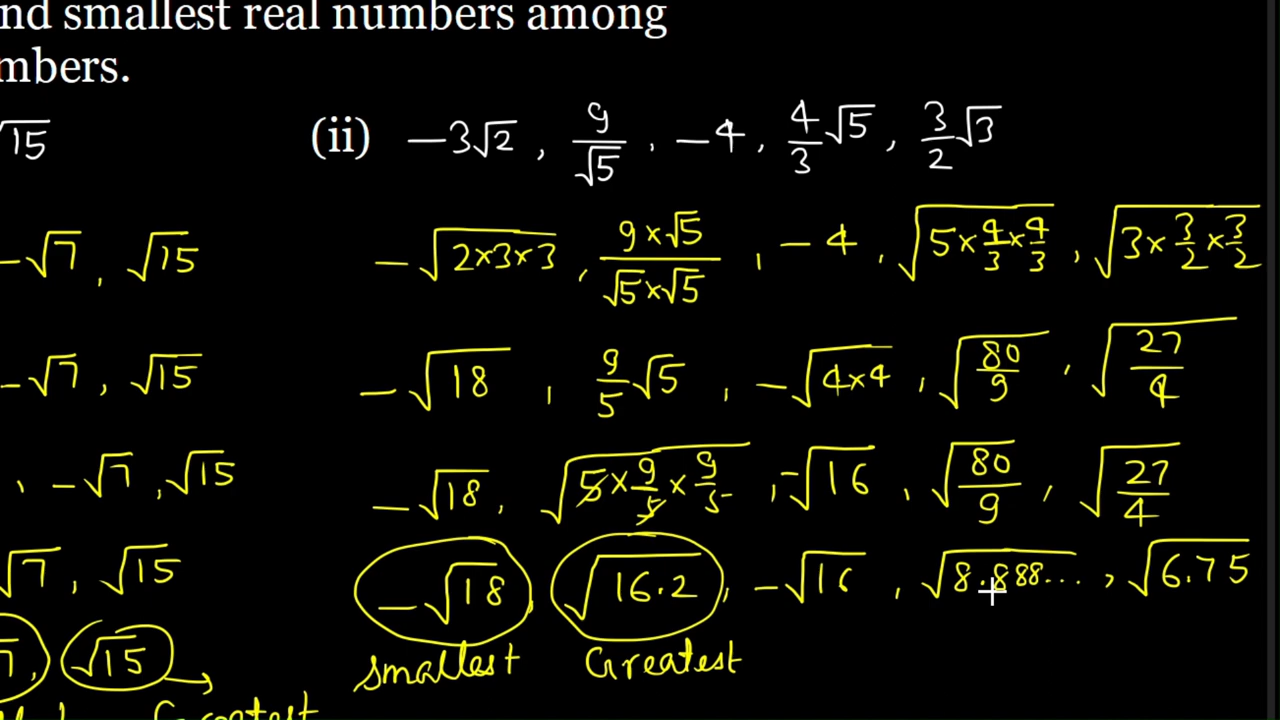 nd smallest real numbers among
mbers.
√15 (ii) −3√2 , 9/√5 , −4 , 4/3 √5 , 3/2 √3
−√7 , √15 −√(2×3×3) , (9×√5)/(√5×√5) , −4 , √(5×4/3×4/3) , √(3×3/2×3/2)
−√7 , √15 −√18 , 9/5 √5 , −√(4×4) , √(80/9) , √(27/4)
, −√7 , √15 −√18 , √(5×9/5×9/5) , −√16 , √(80/9) , √(27/4)
√7 , √15 −√18 √16.2 , −√16 , √8.888... , √6.75
7 , √15 Smallest Greatest
Greatest